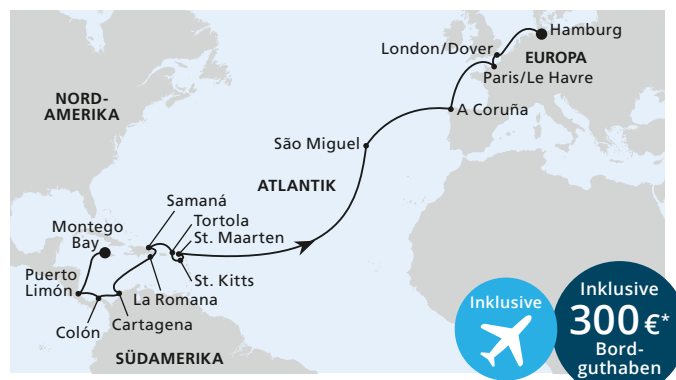 Hamburg
London/Dover
EUROPA
Paris/Le Havre
NORD-
AMERIKA
A Coruña
São Miguel
ATLANTIK
Samaná
Tortola
Montego
Bay
St. Maarten
St. Kitts
Puerto
Limón
La Romana
Cartagena
Colón
SÜDAMERIKA
Inklusive
Inklusive
300 €*
Bord-
guthaben